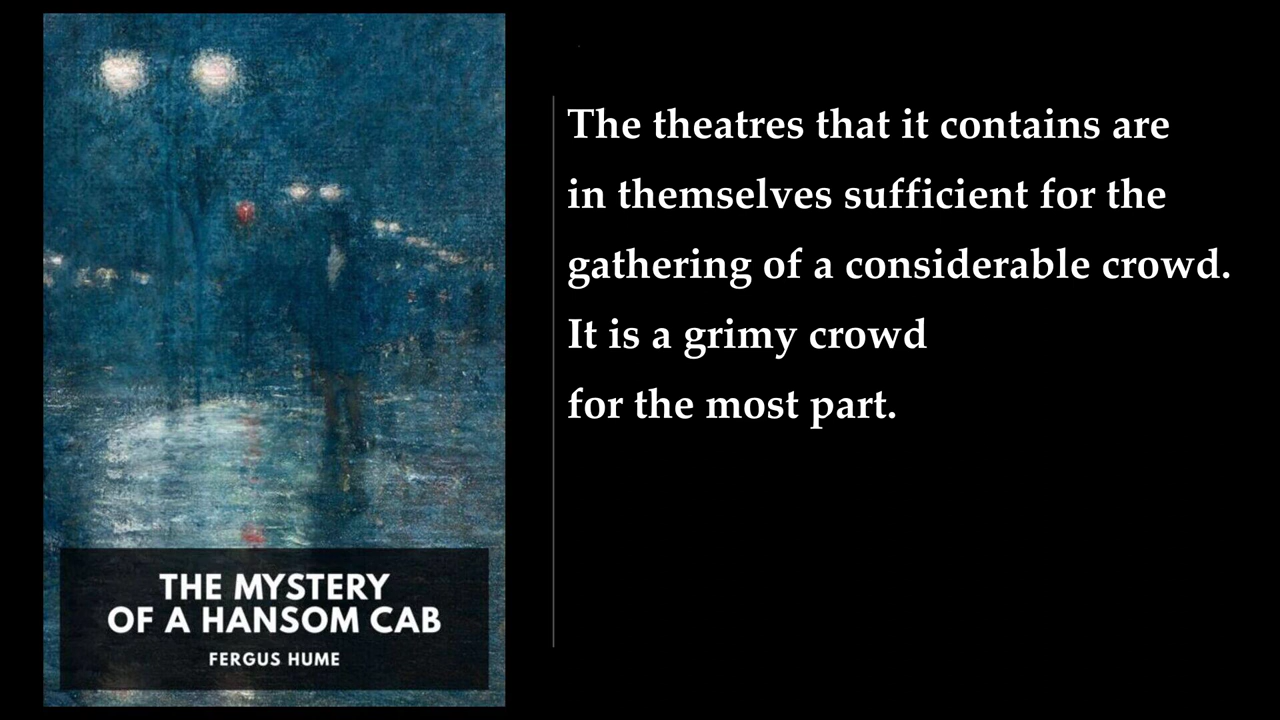 THE MYSTERY
OF A HANSOM CAB
FERGUS HUME
The theatres that it contains are
in themselves sufficient for the
gathering of a considerable crowd.
It is a grimy crowd
for the most part.